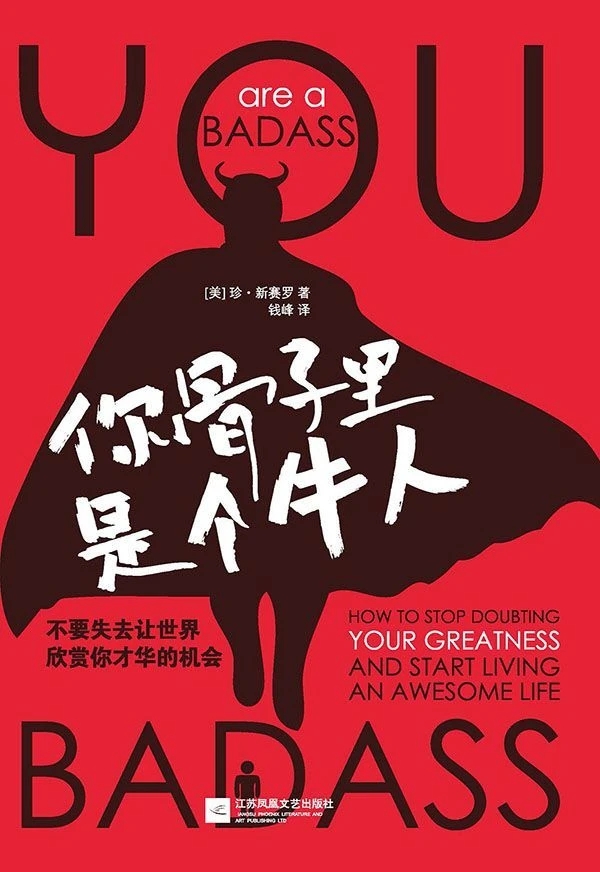 YOU
are a
BADASS
[美] 珍·新赛罗 著
钱峰 译
你骨子里
是个牛人
不要失去让世界
欣赏你才华的机会
HOW TO STOP DOUBTING
YOUR GREATNESS
AND START LIVING
AN AWESOME LIFE
BADASS
江苏凤凰文艺出版社
JIANGSU PHOENIX LITERATURE AND
ART PUBLISHING LTD